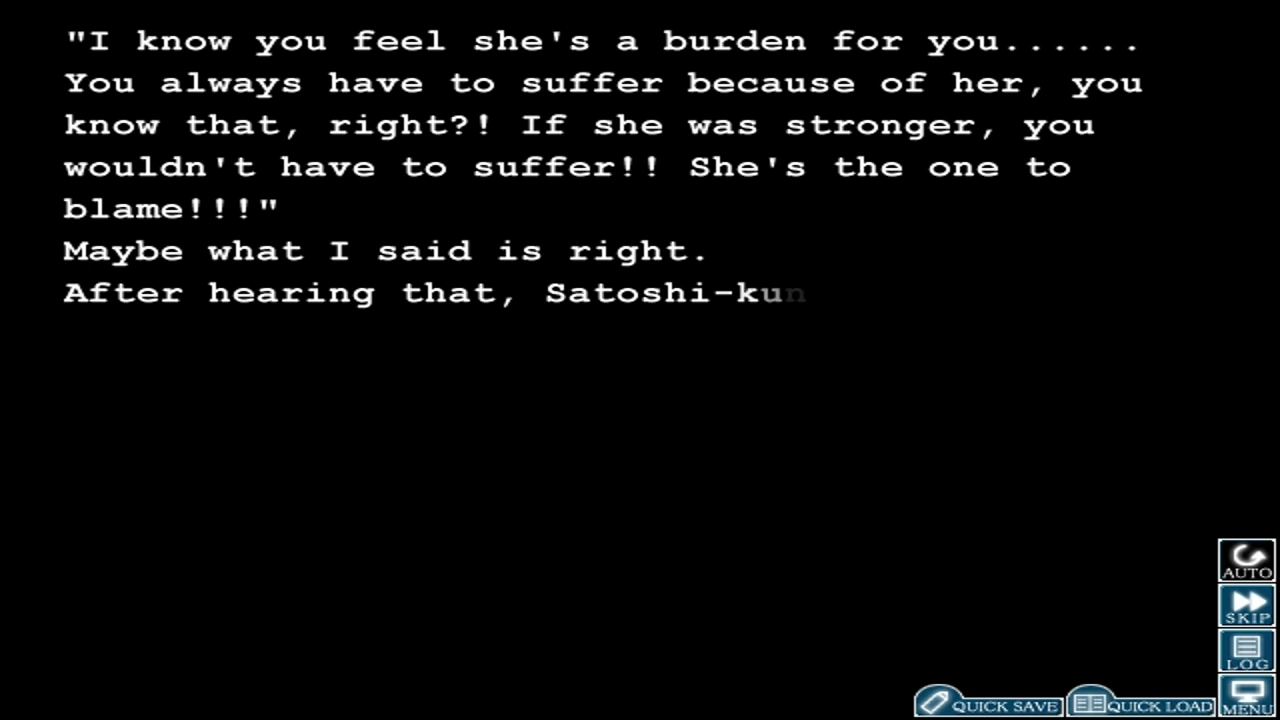 "I know you feel she's a burden for you......
You always have to suffer because of her, you
know that, right?! If she was stronger, you
wouldn't have to suffer!! She's the one to
blame!!!"
Maybe what I said is right.
After hearing that, Satoshi-kun
AUTO
SKIP
LOG
QUICK SAVE QUICK LOAD MENU